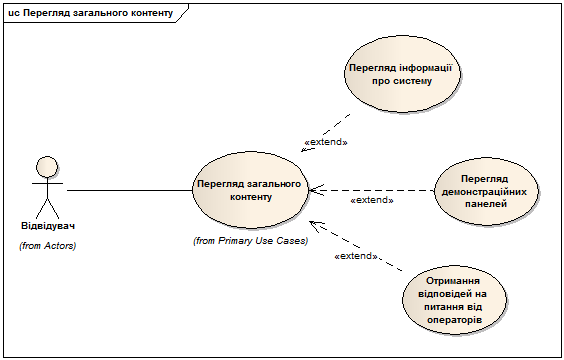 uc Перегляд загального контенту
Перегляд інформації
про систему
«extend»
Перегляд загального
контенту
(from Primary Use Cases)
Відвідувач
(from Actors)
«extend»
Перегляд
демонстраційних
панелей
«extend»
Отримання
відповідей на
питання від
операторів